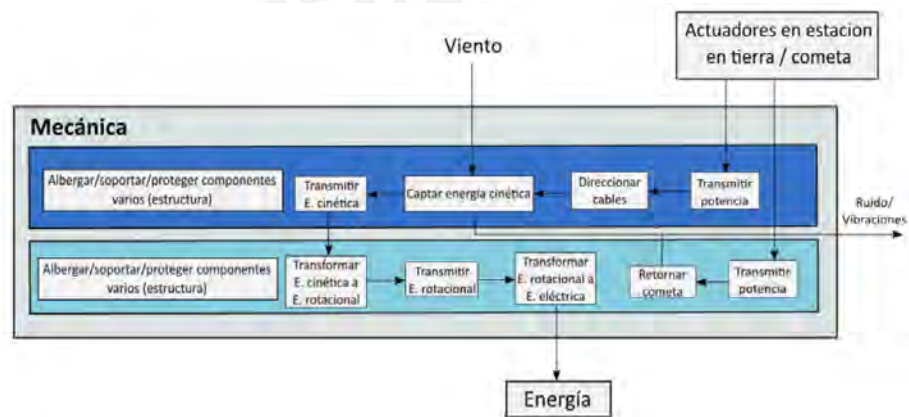 Actuadores en estacion
en tierra / cometa
Viento
Mecánica
Albergar/soportar/proteger componentes
varios (estructura)
Transmitir
E. cinética
Captar energía cinética
Direccionar
cables
Transmitir
potencia
Ruido/
Vibraciones
Albergar/soportar/proteger componentes
varios (estructura)
Transformar
E. cinética a
E. rotacional
Transmitir
E. rotacional
Transformar
E. rotacional a
E. eléctrica
Retornar
cometa
Transmitir
potencia
Energía